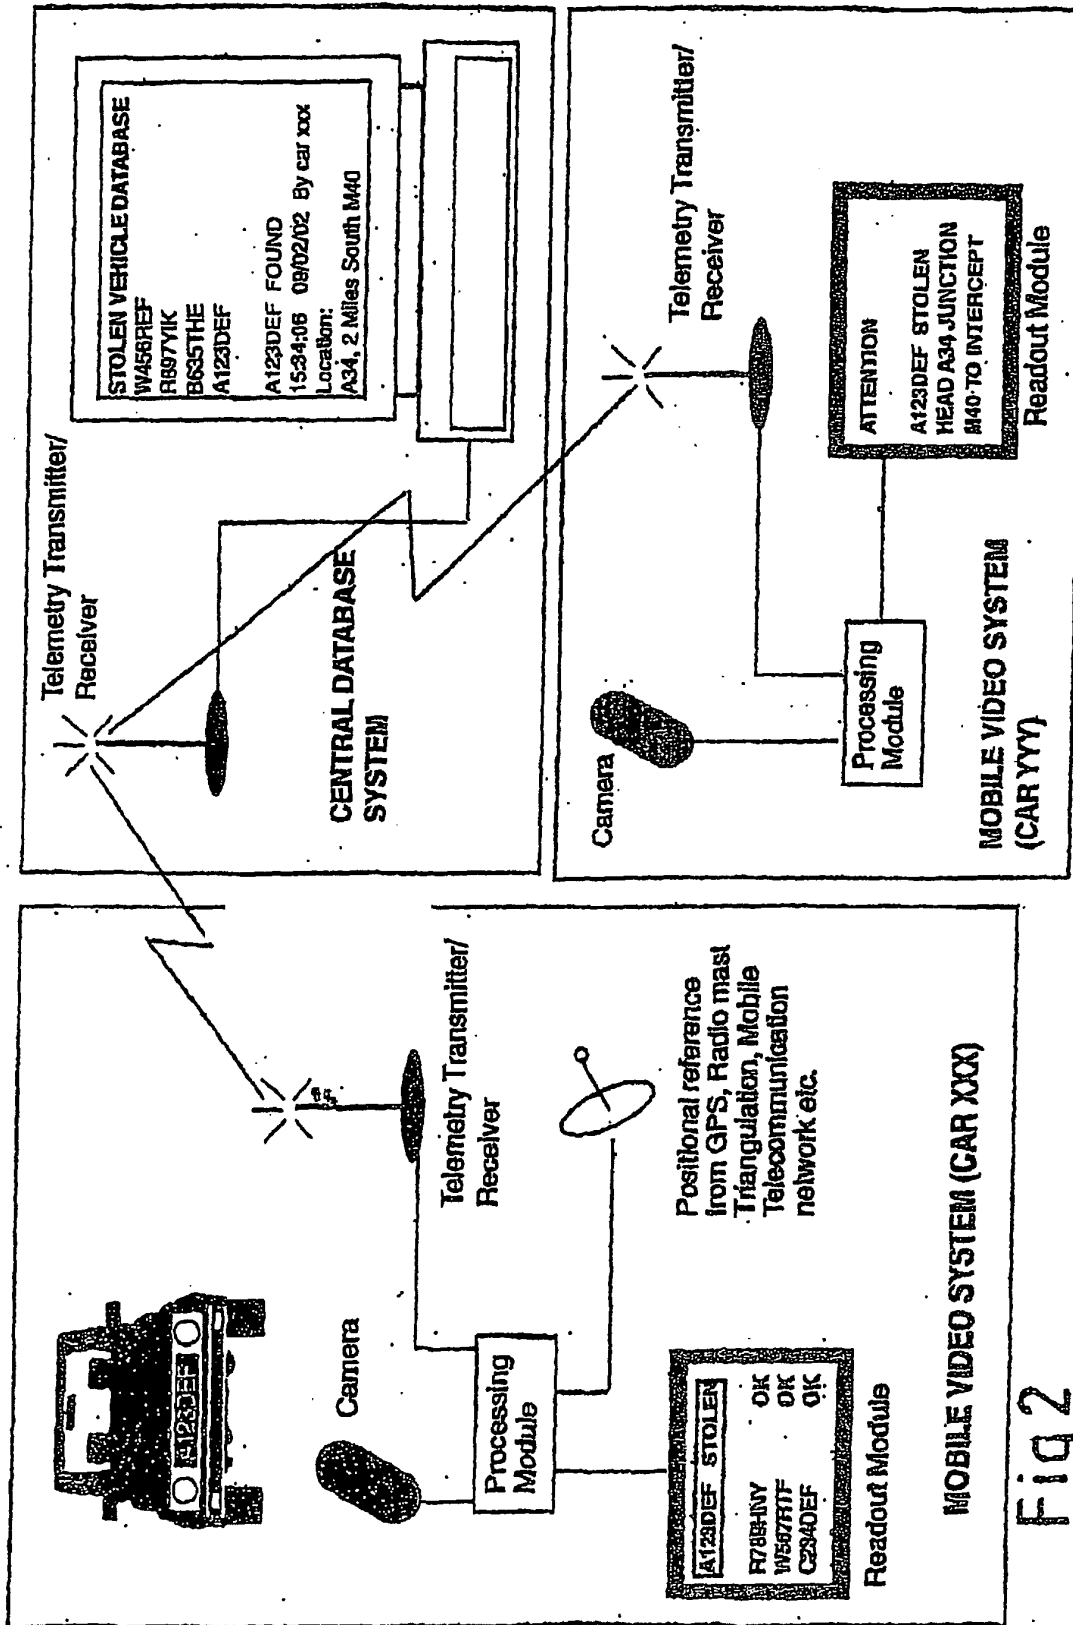 A123DEF
Camera
Processing
Module
Telemetry Transmitter/
Receiver
A123DEF STOLEN
R789HNY OK
W567RTF OK
C234DEF OK
Readout Module
Positional reference
from GPS, Radio mast
Triangulation, Mobile
Telecommunication
network etc.
MOBILE VIDEO SYSTEM (CAR XXX)
Telemetry Transmitter/
Receiver
CENTRAL DATABASE
SYSTEM
STOLEN VEHICLE DATABASE
W456REF
R897YIK
B635THE
A123DEF
A123DEF FOUND
15:34:06 09/02/02 By car xxx
Location:
A34, 2 Miles South M40
Camera
Processing
Module
Telemetry Transmitter/
Receiver
ATTENTION
A123DEF STOLEN
HEAD A34 JUNCTION
M40 TO INTERCEPT
Readout Module
MOBILE VIDEO SYSTEM
(CAR YYY)
Fig 2